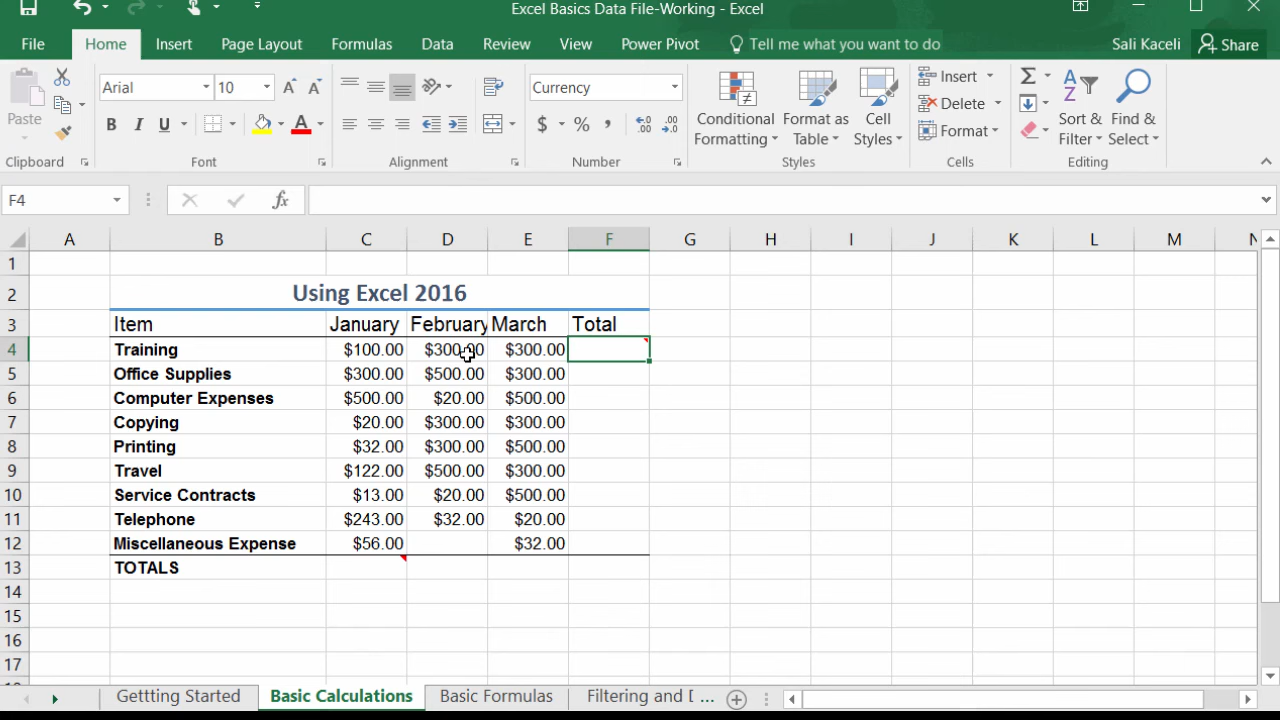 Excel Basics Data File-Working - Excel
File Home Insert Page Layout Formulas Data Review View Power Pivot Tell me what you want to do Sali Kaceli Share
Arial 10 Currency Insert
Paste B I U $ % , Conditional Formatting Format as Table Cell Styles Delete Sort & Filter Find & Select
Format
Clipboard Font Alignment Number Styles Cells Editing
F4 fx
A B C D E F G H I J K L M N
1
2 Using Excel 2016
3 Item January February March Total
4 Training $100.00 $300.00 $300.00
5 Office Supplies $300.00 $500.00 $300.00
6 Computer Expenses $500.00 $20.00 $500.00
7 Copying $20.00 $300.00 $300.00
8 Printing $32.00 $300.00 $500.00
9 Travel $122.00 $500.00 $300.00
10 Service Contracts $13.00 $20.00 $500.00
11 Telephone $243.00 $32.00 $20.00
12 Miscellaneous Expense $56.00 $32.00
13 TOTALS
14
15
16
17
Gettting Started Basic Calculations Basic Formulas Filtering and D ...